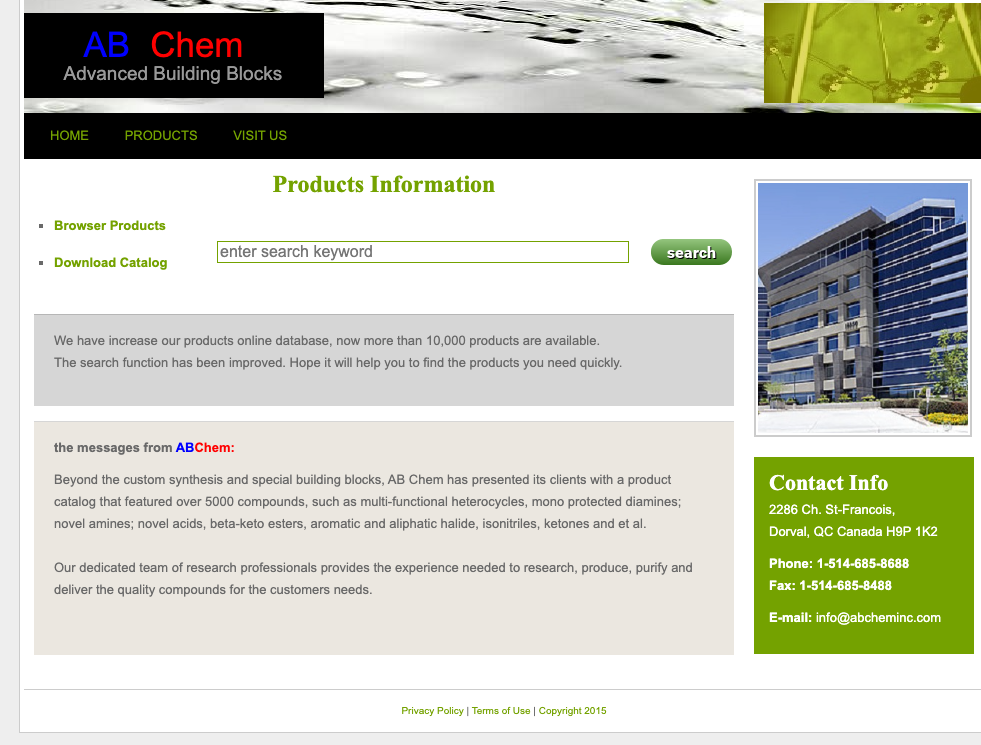 AB Chem
Advanced Building Blocks
HOME PRODUCTS VISIT US
Products Information
Browser Products
Download Catalog
enter search keyword
search
We have increase our products online database, now more than 10,000 products are available.
The search function has been improved. Hope it will help you to find the products you need quickly.
the messages from ABChem:
Beyond the custom synthesis and special building blocks, AB Chem has presented its clients with a product
catalog that featured over 5000 compounds, such as multi-functional heterocycles, mono protected diamines;
novel amines; novel acids, beta-keto esters, aromatic and aliphatic halide, isonitriles, ketones and et al.
Our dedicated team of research professionals provides the experience needed to research, produce, purify and
deliver the quality compounds for the customers needs.
Contact Info
2286 Ch. St-Francois,
Dorval, QC Canada H9P 1K2
Phone: 1-514-685-8688
Fax: 1-514-685-8488
E-mail: info@abcheminc.com
Privacy Policy | Terms of Use | Copyright 2015